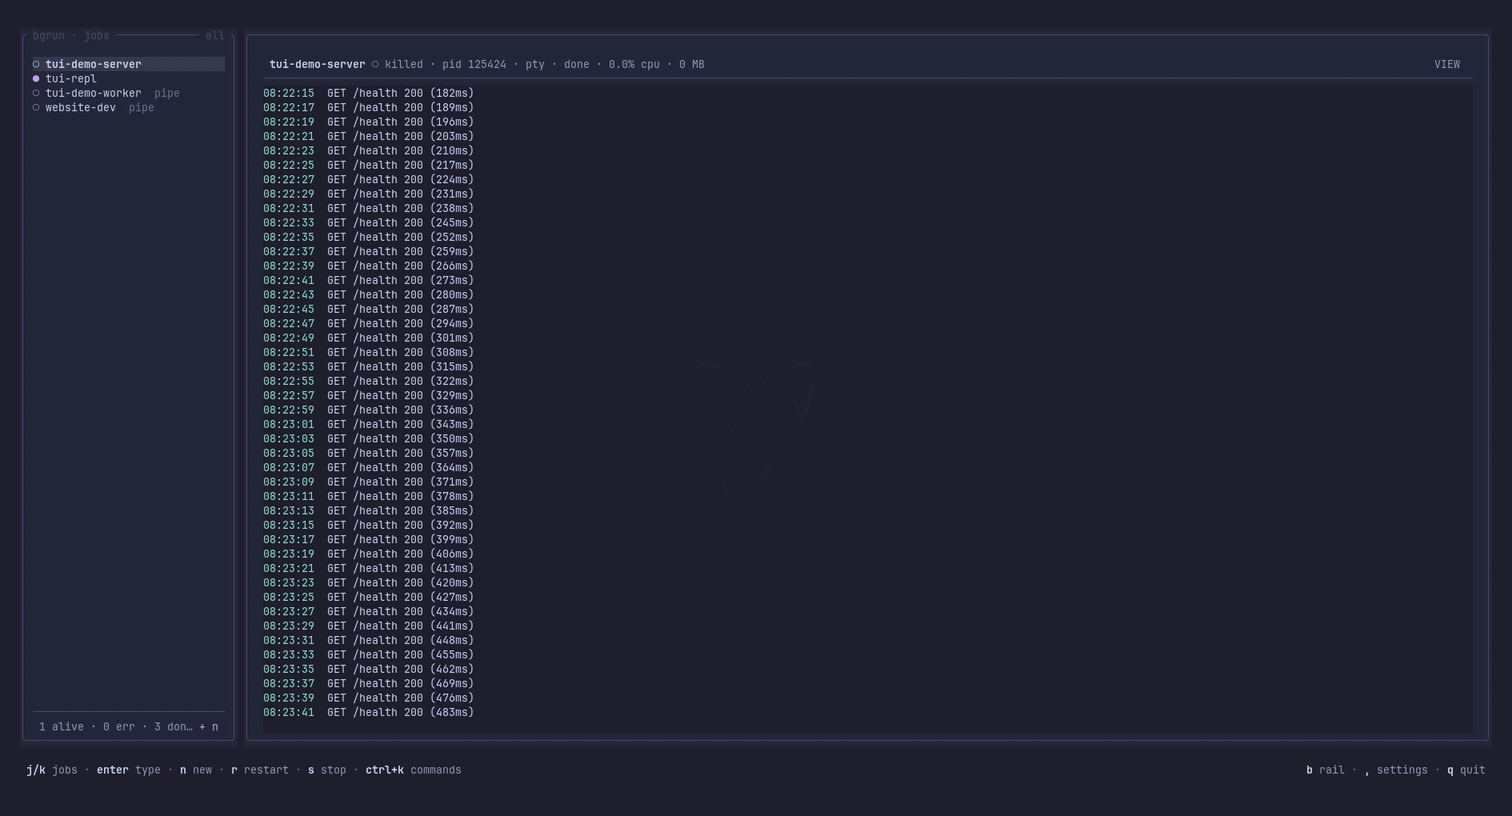 bgrun · jobs all
tui-demo-server
tui-repl
tui-demo-worker pipe
website-dev pipe
1 alive · 0 err · 3 don… + n
tui-demo-server ○ killed · pid 125424 · pty · done · 0.0% cpu · 0 MB VIEW
08:22:15 GET /health 200 (182ms)
08:22:17 GET /health 200 (189ms)
08:22:19 GET /health 200 (196ms)
08:22:21 GET /health 200 (203ms)
08:22:23 GET /health 200 (210ms)
08:22:25 GET /health 200 (217ms)
08:22:27 GET /health 200 (224ms)
08:22:29 GET /health 200 (231ms)
08:22:31 GET /health 200 (238ms)
08:22:33 GET /health 200 (245ms)
08:22:35 GET /health 200 (252ms)
08:22:37 GET /health 200 (259ms)
08:22:39 GET /health 200 (266ms)
08:22:41 GET /health 200 (273ms)
08:22:43 GET /health 200 (280ms)
08:22:45 GET /health 200 (287ms)
08:22:47 GET /health 200 (294ms)
08:22:49 GET /health 200 (301ms)
08:22:51 GET /health 200 (308ms)
08:22:53 GET /health 200 (315ms)
08:22:55 GET /health 200 (322ms)
08:22:57 GET /health 200 (329ms)
08:22:59 GET /health 200 (336ms)
08:23:01 GET /health 200 (343ms)
08:23:03 GET /health 200 (350ms)
08:23:05 GET /health 200 (357ms)
08:23:07 GET /health 200 (364ms)
08:23:09 GET /health 200 (371ms)
08:23:11 GET /health 200 (378ms)
08:23:13 GET /health 200 (385ms)
08:23:15 GET /health 200 (392ms)
08:23:17 GET /health 200 (399ms)
08:23:19 GET /health 200 (406ms)
08:23:21 GET /health 200 (413ms)
08:23:23 GET /health 200 (420ms)
08:23:25 GET /health 200 (427ms)
08:23:27 GET /health 200 (434ms)
08:23:29 GET /health 200 (441ms)
08:23:31 GET /health 200 (448ms)
08:23:33 GET /health 200 (455ms)
08:23:35 GET /health 200 (462ms)
08:23:37 GET /health 200 (469ms)
08:23:39 GET /health 200 (476ms)
08:23:41 GET /health 200 (483ms)
j/k jobs · enter type · n new · r restart · s stop · ctrl+k commands b rail · , settings · q quit